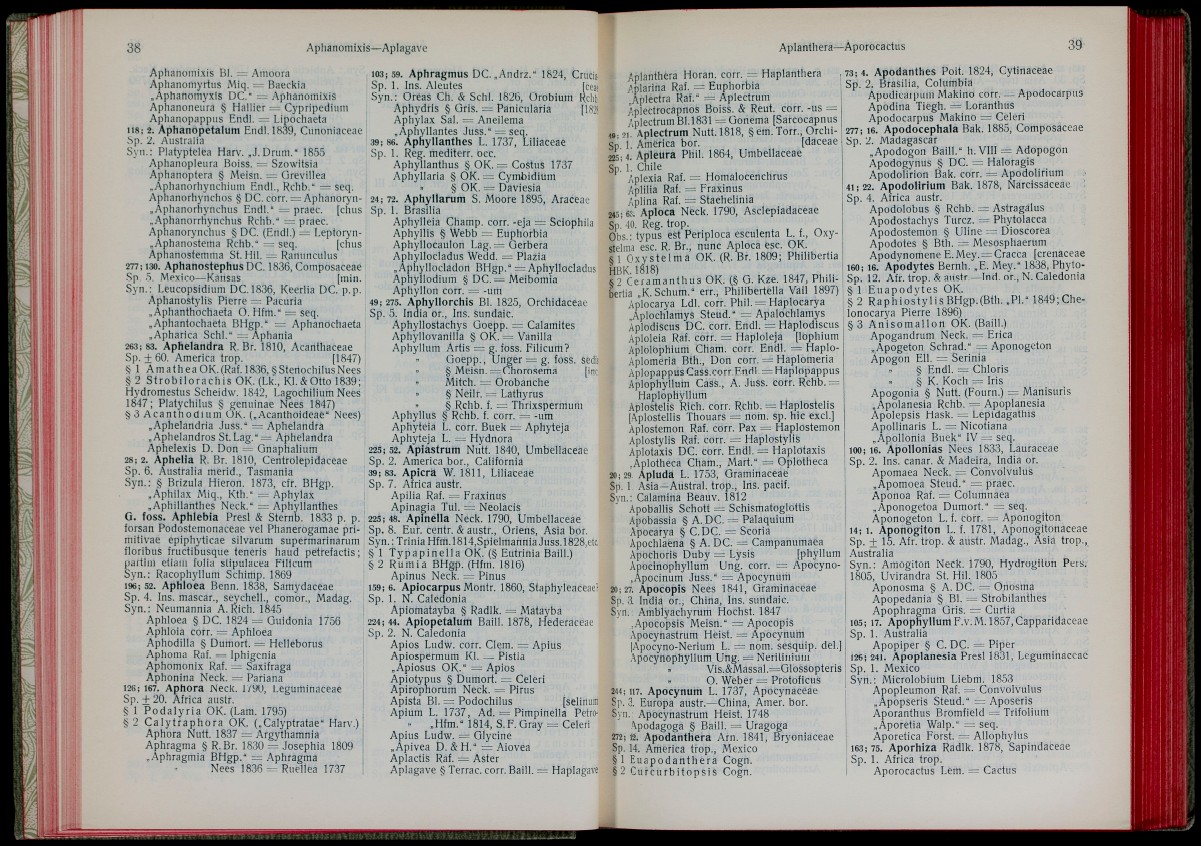 38
Aphanomixis—Aplagave
Aphanomixis Bl. = Amoora
Aphanomyrtus Miq. = Baeckia
„Aphanomyxis DC.“ = Aphanomixis
Aphanoneura § Hallier = Cypripedium
Aphanopappus Endl. = Lipochaeta
118; 2. Aphanopetalum Endl. 1839, Cunoniaceae
Sp. 2. Australia
Syn.: Platyptelea Harv. „J. Drum.“ 1855
Aphanopleura Boiss. = Szowitsia
Aphanoptera § Meisn. = Grevillea
„Aphanorhynchium Endl., Rchb.“ = seq.
Aphanorhynchos § DC. corr. = Aphanoryn-
„Aphanorhynchus Endl.“ = praec. [chus
„Aphanorrhynchus Rchb.“ = praec.
Aphanorynchus § DC. (Endl.) = Leptoryn-
„Aphanostema Rchb.“ = seq. [chus
Aphanostemma St. Hil. = Ranunculus
277; 130. Aphanostephus DC. 1836, Composaceae
Sp. 5. Mexico—Kansas [min.
Syn.: Leucopsidium DC. 1836, Keerlia DC. p. p.
Aphanostylis Pierre = Pacuria
„Aphanthochaeta O. Hfm.“ = seq.
„Aphantochaeta BHgp.“ = Aphanochaeta
„Apharica Schl.“ = Aphania
263; 83. Aphelandra R. Br. 1810, Acanthaceae
Sp. ± 60. America trop. [1847)
§ 1 Amathea OK. (Raf. 1836, § Stenochilus Nees
§ 2 Strobilorachis OK. (Lk., Kl. & Otto 1839;
Hydromestus Scheidw. 1842, Lagochilium Nees
1847; Platychilus § genuinae Nees 1847)
§ 3 Acanthodium OK. („Acanthoideae“ Nees)
„Aphelandria Juss.“ = Aphelandra
„Aphelandros St. Lag.“ = Aphelandra
Aphelexis D. Don = Gnaphalium
28; 2. Aphelia R. Br. 1810, Centrolepidaceae
Sp. 6. Australia merid., Tasmania
Syn.: § Brizula Hieron. 1873, cfr. BHgp.
„Aphilax Miq., Kth.“ = Aphylax
„Aphillanthes Neck.“ = Aphyllanthes
G. foss. Aphlebia Presl & Sternb. 1833 p. p.
forsan Podostemonaceae vel Phanerogamae pri-
mitivae epiphyticae silvarum supermarinarum
floribus fructibusque teneris haud petrefactis;
partim etiam folia stipulacea Filicum
Syn.: Racophyllum Schimp. 1869
196; 52. Aphloea Benn. 1838, Samydaceae
Sp. 4. Ins. mascar., seychell., comor., Madag.
Syn.: Neumannia A. Rich. 1845
Aphloea § DC. 1824 = Guidonia 1756
Aphloia corr. = Aphloea
Aphodilla § Dumort. = Helleborus
Aphoma Raf. = Iphigenia
Aphomonix Raf. = Saxifraga
Aphonina Neck. = Pariana
126; 167. Aphora Neck. 1790, Leguminaceae
Sp. ± 20. Africa austr.
§ 1 Podalyria OK. (Lam. 1795)
§ 2 Calytraphora OK. („Calyptratae“ Harv.)
Aphora Nutt. 1837 = Argythamnia
Aphragma § R. Br. 1830 = Josephia 1809
„Aphragmia BHgp.“ = Aphragma
„ Nees 1836 = Ruellea 1737
103; 59. Aphragmus DC. „Andrz.“ 1824, Crucia-
Sp. 1. Ins. Aleutes [ceae
Syn.: Oreas Ch. & Schl. 1826, Orobium Rchb.
Aphydris § Gris. = Panicularia [182
Aphylax Sal. = Aneilema
„Aphyllantes Juss.“ = seq.
39; 86. Aphyllanthes L. 1737, Liliaceae
Sp. 1. Reg. mediterr. occ.
Aphyllanthus § OK. = Costus 1737
Aphyllaria § OK. = Cymbidium
„ § OK. = Daviesia
24; 72. Aphyllarum S. Moore 1895, Araceae
Sp. 1. Brasilia
Aphylleia Champ. corr. -eja = Sciophila
Aphyllis § Webb = Euphorbia
Aphyllocaulon Lag. = Gerbera
Aphyllocladus Wedd. = Plazia
„Aphyllocladon BHgp.“ = Aphyllocladus
Aphyllodium § DC. = Meibomia
Aphyllon corr. = -um
49; 275. Aphyllorchis Bl. 1825, Orchidaceae
Sp. 5. India or., Ins. sundaic.
Aphyllostachys Goepp. = Calamites
Aphyllovanilla § OK. = Vanilla
Aphyllum Artis = g. foss. Filicum?
„ Goepp., Unger = g. foss. sedi
„ § Meisn. = Chorosema [inc
„ Mitch. = Orobanche
„ § Neilr. = Lathyrus
„ § Rchb. f. = Thrixspermum
Aphyllus § Rchb. f. corr. = -um
Aphyteia L. corr. Buek = Aphyteja
Aphyteja L. = Hydnora
225; 52. Apiastrum Nutt. 1840, Umbellaceae
Sp. 2. America bor., California
39; 83. Apicra W. 1811, Liliaceae
Sp. 7. Africa austr.
Apilia Raf. = Fraxinus
Apinagia Tul. = Neolacis
225; 48. Apinella Neck. 1790, Umbellaceae
Sp. 8. Eur. centr. & austr., Oriens, Asia bor.
Syn.: Trinia Hfm. 1814, Spielmannia Juss. 1828, etc.
§ 1 Typapinella OK. (§ Eutrinia Baill.)
§ 2 Rumia BHgp. (Hfm. 1816)
Apinus Neck. = Pinus
159; 6. Apiocarpus Montr. 1860, Staphyleaceae?
Sp. 1. N. Caledonia
Apiomatayba § Radlk. = Matayba
224; 44. Apiopetalum Baill. 1878, Hederaceae
Sp. 2. N. Caledonia
Apios Ludw. corr. Clem. = Apius
Apiospermum Kl. = Pistia
„Apiosus OK.“ = Apios
Apiotypus § Dumort. = Celeri
Apirophorum Neck. = Pirus
Apista Bl. = Podochilus [selinum
Apium L. 1737, Ad. = Pimpinella Petro-
„ „Hfm.“ 1814, S. F. Gray = Celeri
Apius Ludw. = Glycine
„Apivea D. & H.“ = Aiovea
Aplactis Raf. = Aster
Aplagave § Terrac. corr. Baill. = Haplagave
Aplanthera—Aporocactus
39
Aplanthera Horan. corr. = Haplanthera
Aplarina Raf. = Euphorbia
„Aplectra Raf.“ = Aplectrum
Aplectrocapnos Boiss. & Reut. corr. -us =
Aplectrum Bl. 1831 = Gonema [Sarcocapnus
49; 21. Aplectrum Nutt. 1818, § em. Torr., Orchi-
Sp. 1. America bor. [daceae
225; 4. Apleura Phil. 1864, Umbellaceae
Sp. 1. Chile
Aplexia Raf. = Homalocenchrus
Aplilia Raf. = Fraxinus
Aplina Raf. = Staehelinia
245; 63. Aploca Neck. 1790, Asclepiadaceae
Sp. 40. Reg. trop.
Obs.: typus est Periploca esculenta L. f., Oxy-
stelma esc. R. Br., nunc Aploca esc. OK.
§ 1 Oxystelma OK. (R. Br. 1809; Philibertia
HBK. 1818)
§ 2 Ceramanthus OK. (§ G. Kze. 1847, Phili-
bertia „K. Schum.“ err., Philibertella Vail 1897)
Aplocarya Ldl. corr. Phil. = Haplocarya
„Aplochlamys Steud.“ = Apalochlamys
Aplodiscus DC. corr. Endl. = Haplodiscus
Aploleia Raf. corr. = Haploleja [lophium
Aplolophium Cham. corr. Endl. = Haplo-
Aplomeria Bth., Don corr. = Haplomeria
Aplopappus Cass. corr. Endl. = Haplopappus
Aplophyllum Cass., A. Juss. corr. Rchb. =
Haplophyllum
Aplostelis Rich. corr. Rchb. = Haplostelis
[Aplostellis Thouars = nom. sp. hie excl.]
Aplostemon Raf. corr. Pax = Haplostemon
Aplostylis Raf. corr. = Haplostylis
Aplotaxis DC. corr. Endl. = Haplotaxis
„Aplotheca Cham., Mart.“ = Oplotheca
20; 29. Apluda L. 1753, Graminaceae
Sp. 1. Asia—Austral. trop., Ins. pacif.
Syn.: Calamina Beauv. 1812
Apoballis Schott = Schismatoglottis
Apobassia § A. DC. = Palaquium
Apocarya § C. DC. = Scoria
Apochlaena § A. DC. = Campanumaea
Apochoris Duby = Lysis [phyllum
Apocinophyllum Ung. corr. = Apocyno-
„Apocinum Juss.“ = Apocynum
20; 27. Apocopis Nees 1841, Graminaceae
Sp. 3. India or., China, Ins. sundaic.
Syn.: Amblyachyrum Hochst. 1847
„Apocopsis Meisn.“ = Apocopis
Apocynastrum Heist. = Apocynum
[Apocyno-Nerium L. = nom. sesquip. del.]
Apocynophyllum Ung. = Neriinium
„ Vis. & Massal. = Glossopteris
„ O. Weber = Protoficus
244; 117. Apocynum L. 1737, Apocynaceae
Sp. 3. Europa austr.—China, Amer. bor.
Syn.: Apocynastrum Heist. 1748
Apodagoga § Baill. = Uragoga
272; 12. Apodanthera Arn. 1841, Bryoniaceae
Sp. 14. America trop., Mexico
§ 1 Euapodanthera Cogn.
§ 2 Curcurbitopsis Cogn.
73; 4. Apodanthes Poit. 1824, Cytinaceae
Sp. 2. Brasilia, Columbia
Apodicarpum Makino corr. = Apodocarpus
Apodina Tiegh. = Loranthus
Apodocarpus Makino = Celeri
277; 16. Apodocephala Bak. 1885, Composaceae
Sp. 2. Madagascar
„Apodogon Baill.“ h. VIII = Adopogon
Apodogynus § DC. = Haloragis
Apodolirion Bak. corr. = Apodolirium
41; 22. Apodolirium Bak. 1878, Narcissaceae
Sp. 4. Africa austr.
Apodolobus § Rchb. = Astragalus
Apodostachys Turcz. = Phytolacca
Apodostemon § Uline = Dioscorea
Apodotes § Bth. = Mesosphaerum
Apodynomene E. Mey. = Cracca [crenaceae
160; 16. Apodytes Bernh. „E. Mey.“ 1838, Phyto-
Sp. 12. Afr. trop. & austr.—Ind. or., N. Caledonia
§ 1 Euapodytes OK.
§ 2 Raphiostylis BHgp. (Bth. „Pl.“ 1849; Che-
lonocarya Pierre 1896)
§ 3 Anisomallon OK. (Baill.)
Apogandrum Neck. = Erica
„Apogeton Schrad.“ = Aponogeton
Apogon Ell. = Serinia
„ § Endl. = Chloris
„ § K. Koch = Iris
Apogonia § Nutt. (Fourn.) = Manisuris
„Apolanesia Rchb. = Apoplanesia
Apolepsis Hask. = Lepidagathis
Apollinaris L. = Nicotiana
„Apollonia Buek“ IV = seq.
100; 16. Apollonias Nees 1833, Lauraceae
Sp. 2. Ins. canar. & Madeira, India or.
Apomaea Neck. = Convolvulus
„Apomoea Steud.“ = praec.
Aponoa Raf. = Columnaea
„Aponogetoa Dumort.“ = seq.
Aponogeton L. f. corr. = Aponogiton
14; 1. Aponogiton L. f. 1781, Aponogitonaceae
Sp. ± 15. Afr. trop. & austr. Madag., Asia trop.,
Australia
Syn.: Amogiton Neck. 1790, Hydrogiton Pers.
1805, Uvirandra St. Hil. 1805
Aponosma § A. DC. = Onosma
Apopedania § Bl. = Strobilanthes
Apophragma Gris. = Curtia
105; 17. Apophyllum F. v. M. 1857, Capparidaceae
Sp. 1. Australia
Apopiper § C. DC. = Piper
126; 241. Apoplanesia Presl 1831, Leguminaceae
Sp. 1. Mexico
Syn.: Microlobium Liebm. 1853
Apopleumon Raf. = Convolvulus
„Apopseris Steud.“ = Aposeris
Aporanthus Bromfield = Trifolium
„Aporetia Walp.“ = seq.
Aporetica Forst. = Allophylus
163; 75. Aporhiza Radlk. 1878, Sapindaceae
Sp. 1. Africa trop.
Aporocactus Lem. = Cactus